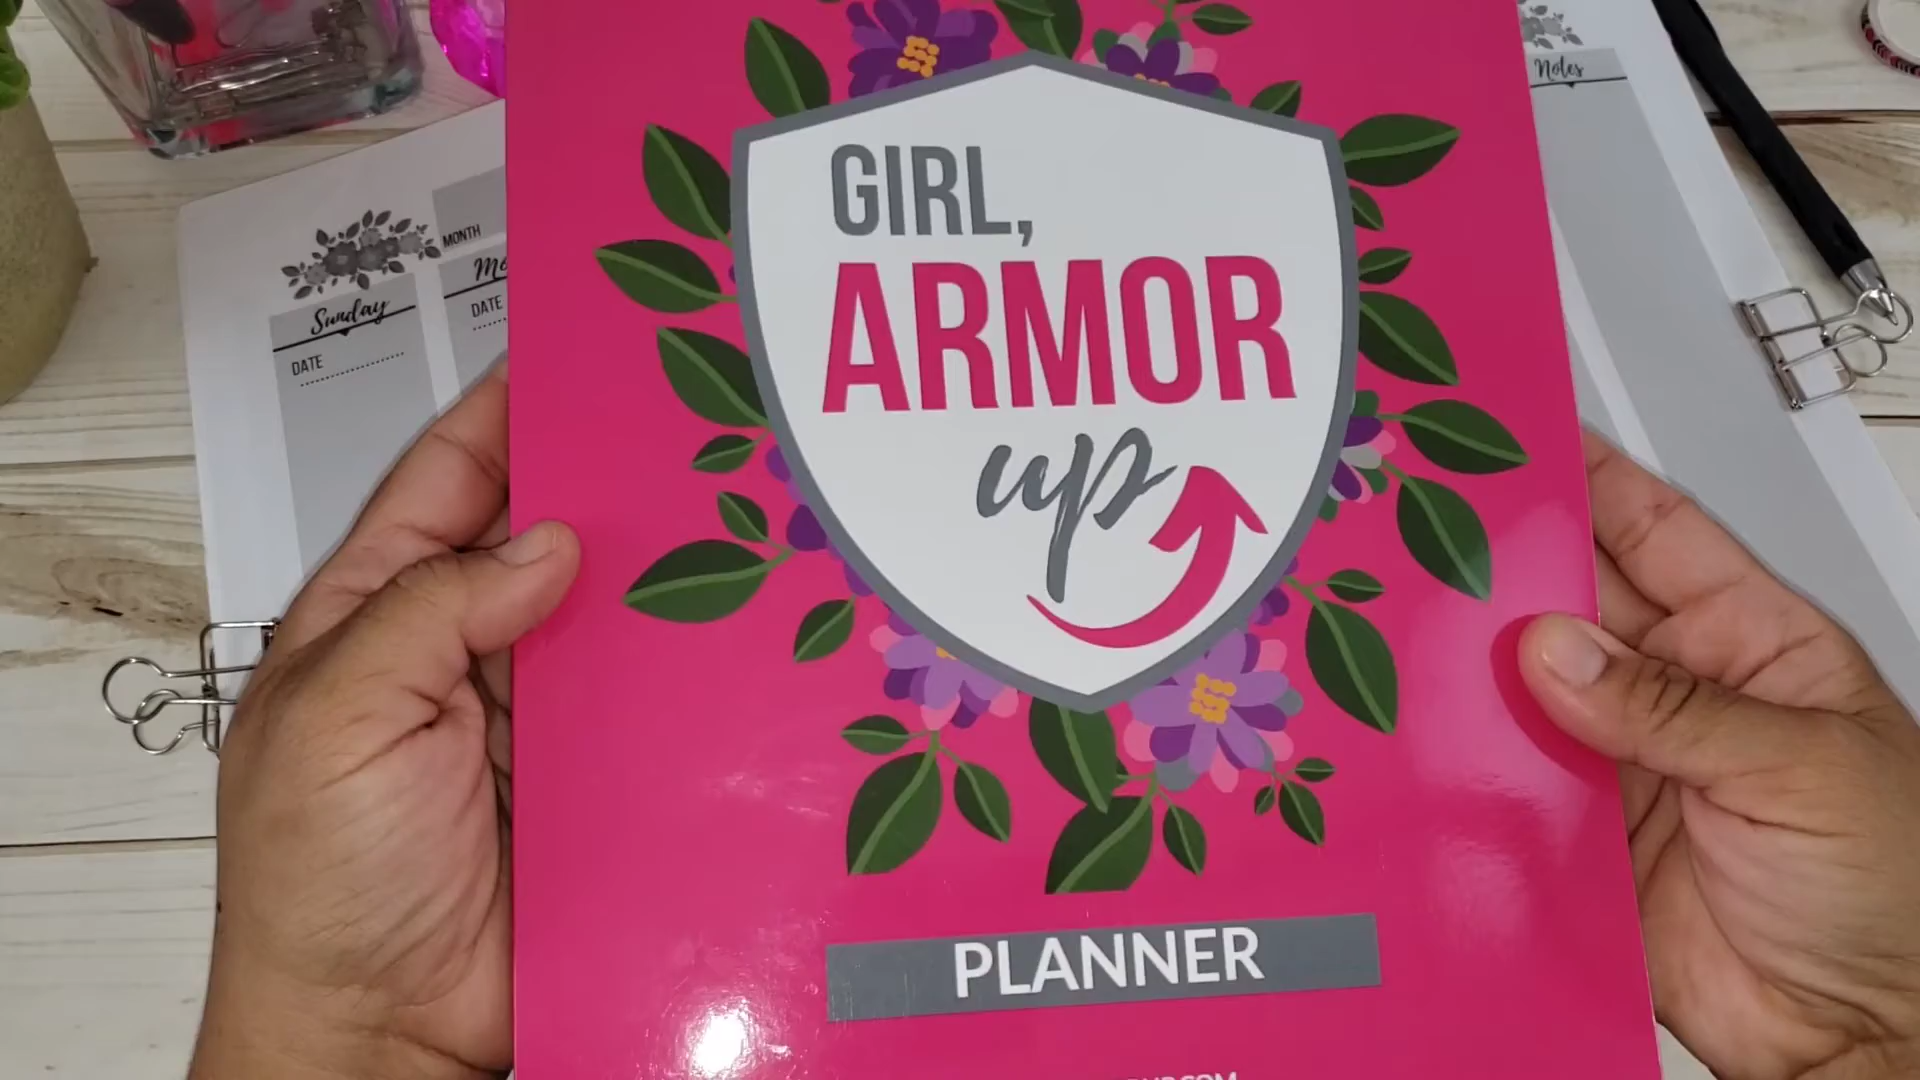 GIRL,
ARMOR
up
PLANNER
MONTH
Sunday
DATE
DATE
Notes